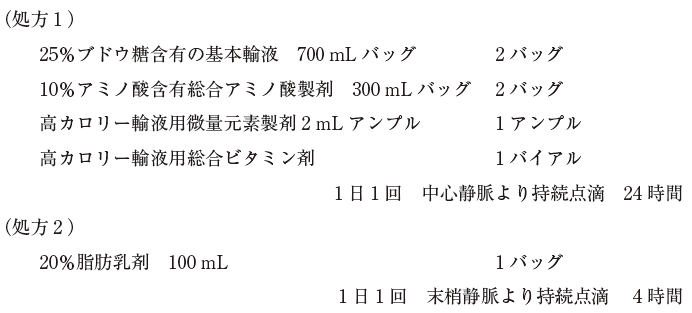 (処方1)
25%ブドウ糖含有の基本輸液 700 mL バッグ 2 バッグ
10%アミノ酸含有総合アミノ酸製剤 300 mL バッグ 2 バッグ
高カロリー輸液用微量元素製剤 2 mL アンプル 1 アンプル
高カロリー輸液用総合ビタミン剤 1 バイアル
1 日 1 回 中心静脈より持続点滴 24 時間
(処方2)
20%脂肪乳剤 100 mL 1 バッグ
1 日 1 回 末梢静脈より持続点滴 4 時間